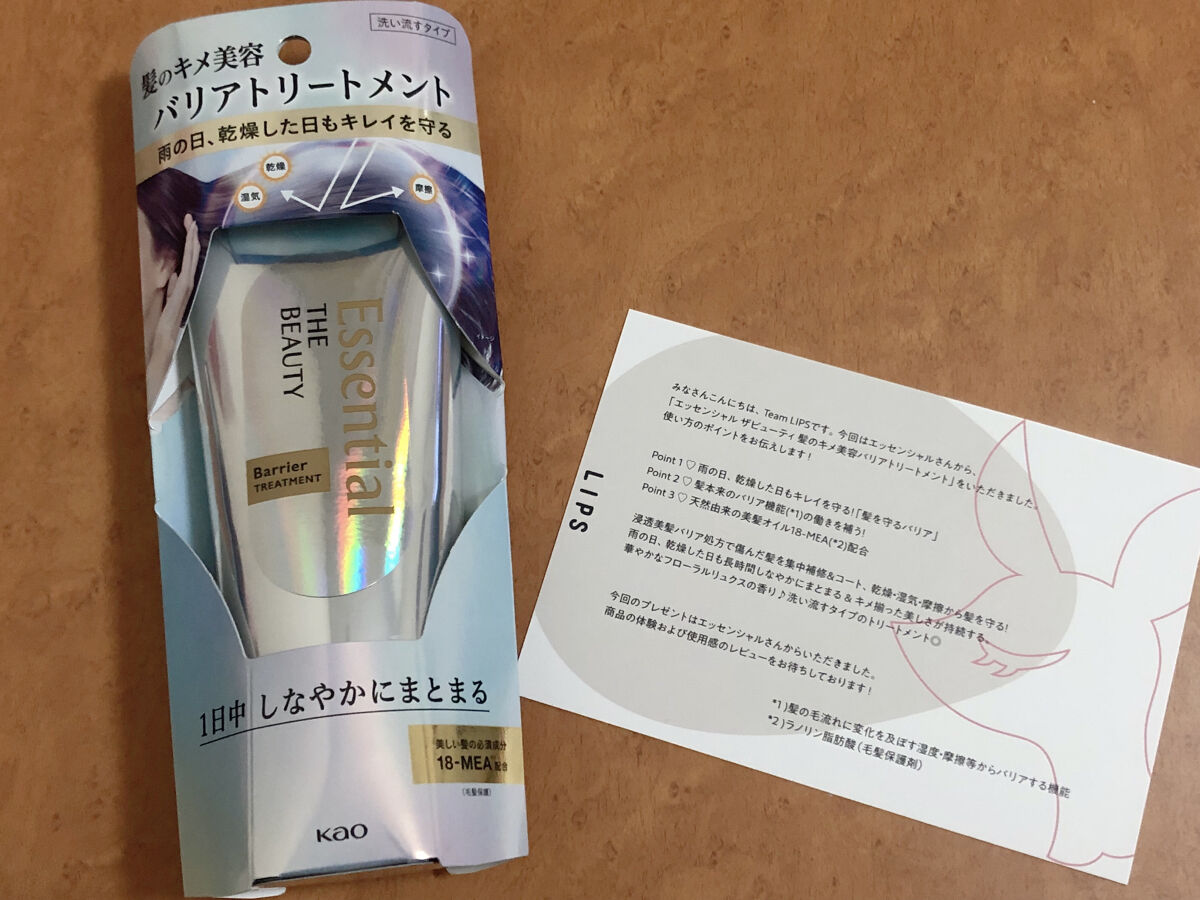 洗い流すタイプ
髪のキメ美容
バリアトリートメント
雨の日、乾燥した日もキレイを守る
乾燥
湿気
摩擦
イメージ
Essential
THE
BEAUTY
Barrier
TREATMENT
1日中 しなやかにまとまる
美しい髪の必須成分
18-MEA 配合
(毛髪保護)
Kao
LIPS
みなさんこんにちは、Team LIPSです。今回はエッセンシャルさんから、
「エッセンシャル ザビューティ 髪のキメ美容バリアトリートメント」をいただきました。
使い方のポイントをお伝えします！
Point 1 ♡ 雨の日、乾燥した日もキレイを守る！「髪を守るバリア」
Point 2 ♡ 髪本来のバリア機能(*1)の働きを補う！
Point 3 ♡ 天然由来の美髪オイル18-MEA(*2)配合
浸透美髪バリア処方で傷んだ髪を集中補修&コート、乾燥・湿気・摩擦から髪を守る！
雨の日、乾燥した日も長時間しなやかにまとまる & キメ揃った美しさが持続する。
華やかなフローラルリュクスの香り♪洗い流すタイプのトリートメント◎
今回のプレゼントはエッセンシャルさんからいただきました。
商品の体験および使用感のレビューをお待ちしております！
*1)髪の毛流れに変化を及ぼす湿度・摩擦等からバリアする機能
*2)ラノリン脂肪酸（毛髪保護剤）